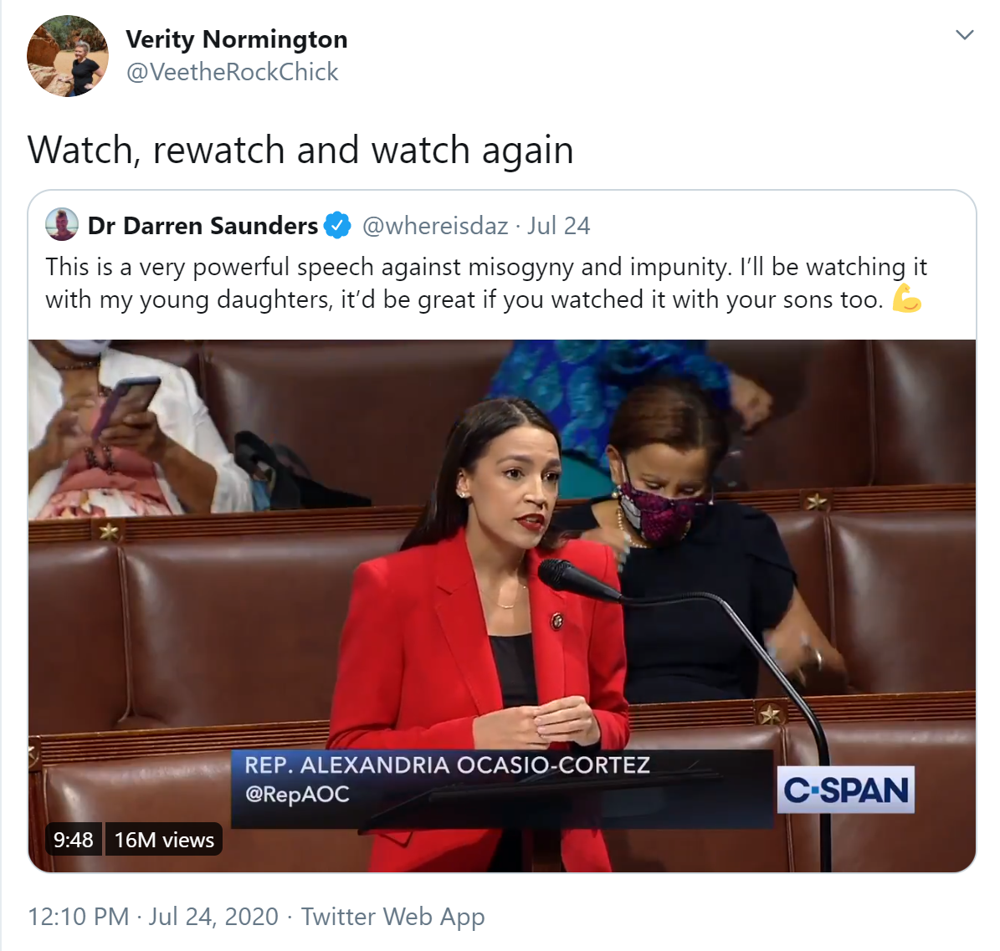 Verity Normington
@VeetheRockChick
Watch, rewatch and watch again
Dr Darren Saunders @whereisdaz · Jul 24
This is a very powerful speech against misogyny and impunity. I’ll be watching it
with my young daughters, it’d be great if you watched it with your sons too. 💪
REP. ALEXANDRIA OCASIO-CORTEZ
@RepAOC
C-SPAN
9:48 16M views
12:10 PM · Jul 24, 2020 · Twitter Web App